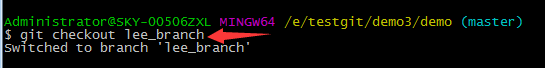 Administrator@SKY-00506ZXL MINGW64 /e/testgit/demo3/demo (master)
$ git checkout lee_branch
Switched to branch 'lee_branch'